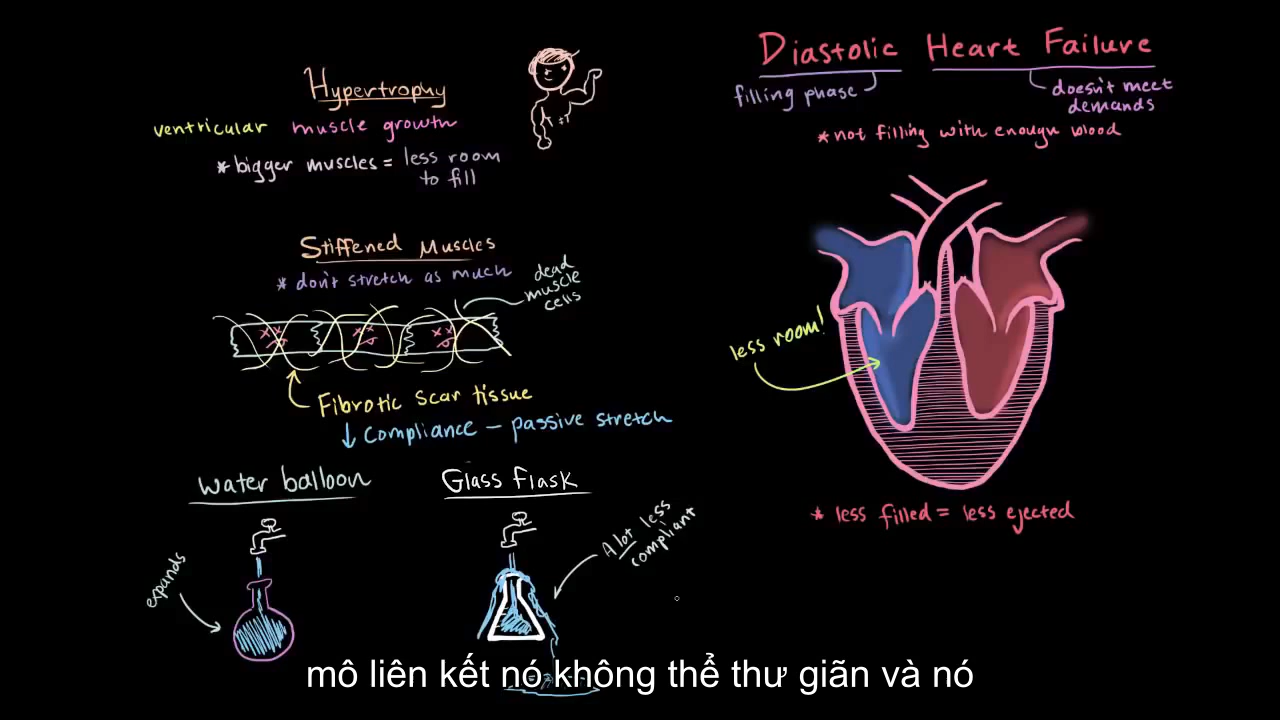 Hypertrophy
ventricular muscle growth
* bigger muscles = less room
to fill
Stiffened Muscles
* don't stretch as much
dead
muscle
cells
Fibrotic scar tissue
↓ Compliance – passive stretch
Water balloon
expands
Glass flask
A lot less
compliant
Diastolic Heart Failure
filling phase
doesn't meet
demands
* not filling with enough blood
less room!
* less filled = less ejected
mô liên kết nó không thể thư giãn và nó